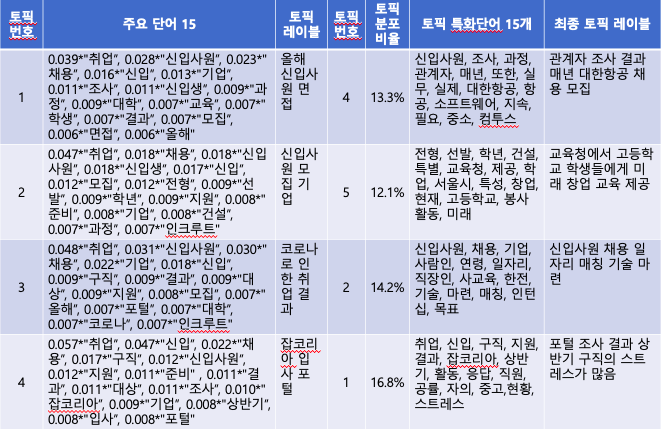 토픽 번호
주요 단어 15
토픽 레이블
토픽 번호
토픽 분포 비율
토픽 특화단어 15개
최종 토픽 레이블
1
0.039*"취업", 0.028*"신입사원", 0.023*"
채용", 0.016*"신입", 0.013*"기업",
0.011*"조사", 0.011*"신입생", 0.009*"과
정", 0.009*"대학", 0.007*"교육", 0.007*"
학생", 0.007*"결과", 0.007*"모집",
0.006*"면접", 0.006*"올해"
올해
신입사
원 면
접
4
13.3%
신입사원, 조사, 과정,
관계자, 매년, 또한, 실
무, 실제, 대한항공, 항
공, 소프트웨어, 지속,
필요, 중소, 컴투스
관계자 조사 결과
매년 대한항공 채
용 모집
2
0.047*"취업", 0.018*"채용", 0.018*"신입
사원", 0.018*"신입생", 0.017*"신입",
0.012*"모집", 0.012*"전형", 0.009*"선
발", 0.009*"학년", 0.009*"지원", 0.008*"
준비", 0.008*"기업", 0.008*"건설",
0.007*"과정", 0.007*"인크루트"
신입사
원 모
집 기
업
5
12.1%
전형, 선발, 학년, 건설,
특별, 교육청, 제공, 학
업, 서울시, 특성, 창업,
현재, 고등학교, 봉사
활동, 미래
교육청에서 고등학
교 학생들에게 미
래 창업 교육 제공
3
0.048*"취업", 0.031*"신입사원", 0.030*"
채용", 0.022*"기업", 0.018*"신입",
0.009*"구직", 0.009*"결과", 0.009*"대
상", 0.009*"지원", 0.008*"모집", 0.007*"
올해", 0.007*"포털", 0.007*"대학",
0.007*"코로나", 0.007*"인크루트"
코로나
로 인
한 취
업 결
과
2
14.2%
신입사원, 채용, 기업,
사람인, 연령, 일자리,
직장인, 사교육, 한전,
기술, 마련, 매칭, 인턴
십, 목표
신입사원 채용 일
자리 매칭 기술 마
련
4
0.057*"취업", 0.047*"신입", 0.022*"채
용", 0.017*"구직", 0.012*"신입사원",
0.012*"지원", 0.011*"준비" , 0.011*"결
과", 0.011*"대상", 0.011*"조사", 0.010*"
잡코리아", 0.009*"기업", 0.008*"상반기",
0.008*"입사", 0.008*"포털"
잡코리
아 입
사 포
털
1
16.8%
취업, 신입, 구직, 지원,
결과, 잡코리아, 상반
기, 활동, 응답, 직원,
공률, 자의, 중고,현황,
스트레스
포털 조사 결과 상
반기 구직의 스트
레스가 많음